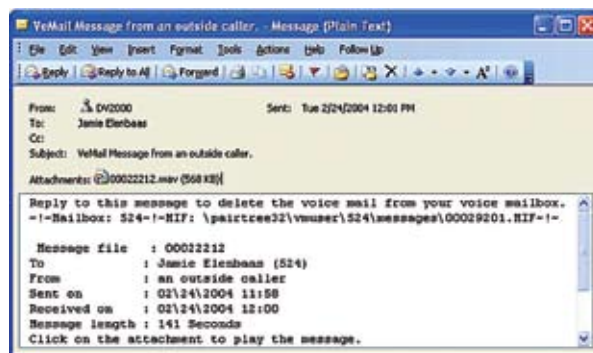 VeMail Message from an outside caller. - Message (Plain Text)
File Edit View Insert Format Tools Actions Help Follow Up
Reply Reply to All Forward
From: DV2000 Sent: Tue 2/24/2004 12:01 PM
To: Jamie Elenbaas
Cc:
Subject: VeMail Message from an outside caller.
Attachments: 00022212.wav (568 KB)
Reply to this message to delete the voice mail from your voice mailbox.
-!-Mailbox: 524-!-MIF: \pairtree32\vmuser\524\messages\00029201.MIF-!-
Message file : 00022212
To : Jamie Elenbaas (524)
From : an outside caller
Sent on : 02\24\2004 11:58
Received on : 02\24\2004 12:00
Message length : 141 Seconds
Click on the attachment to play the message.